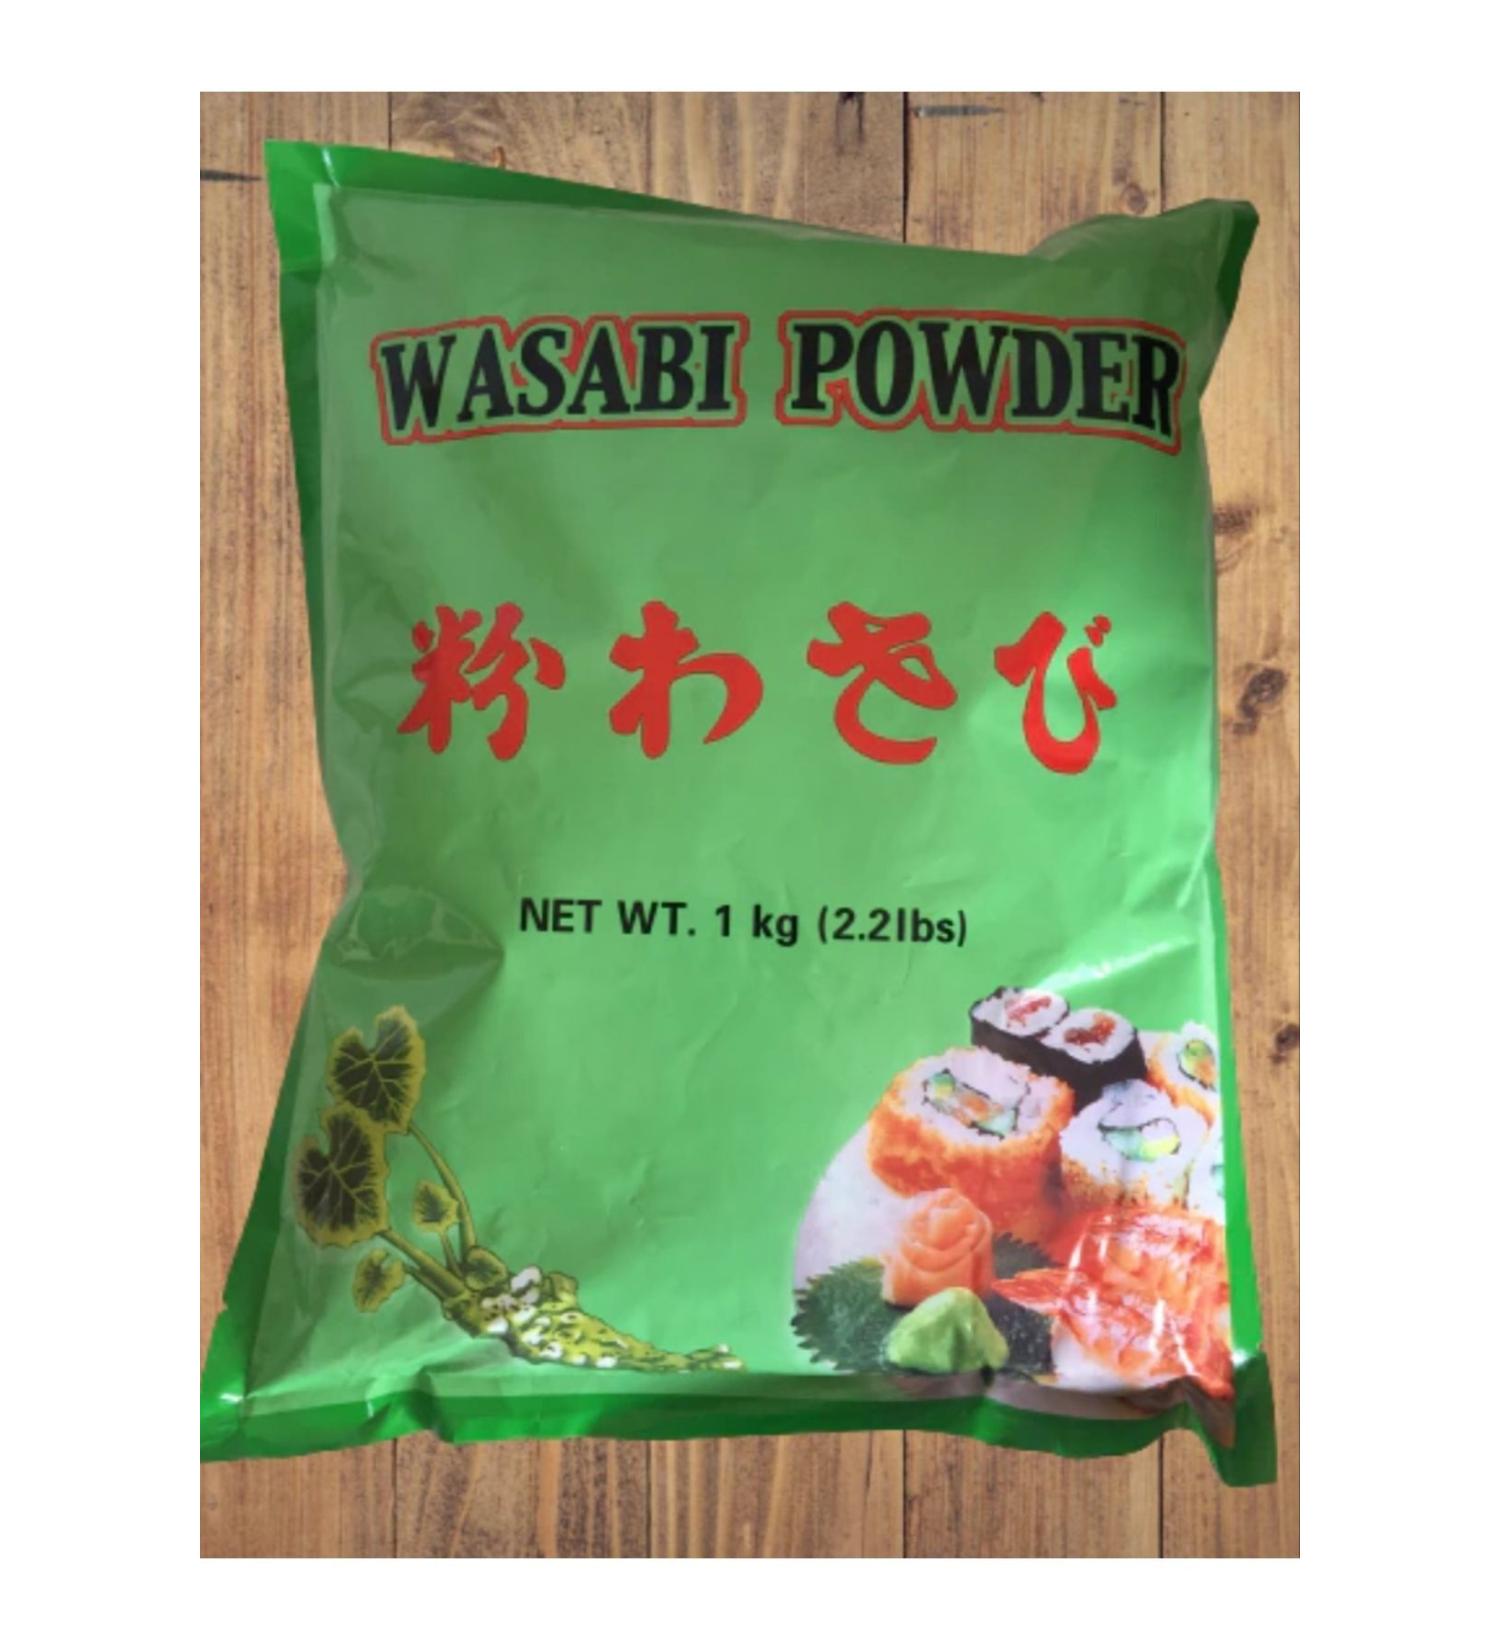 WASABI POWDER
粉わさび
NET WT. 1 kg (2.2lbs)